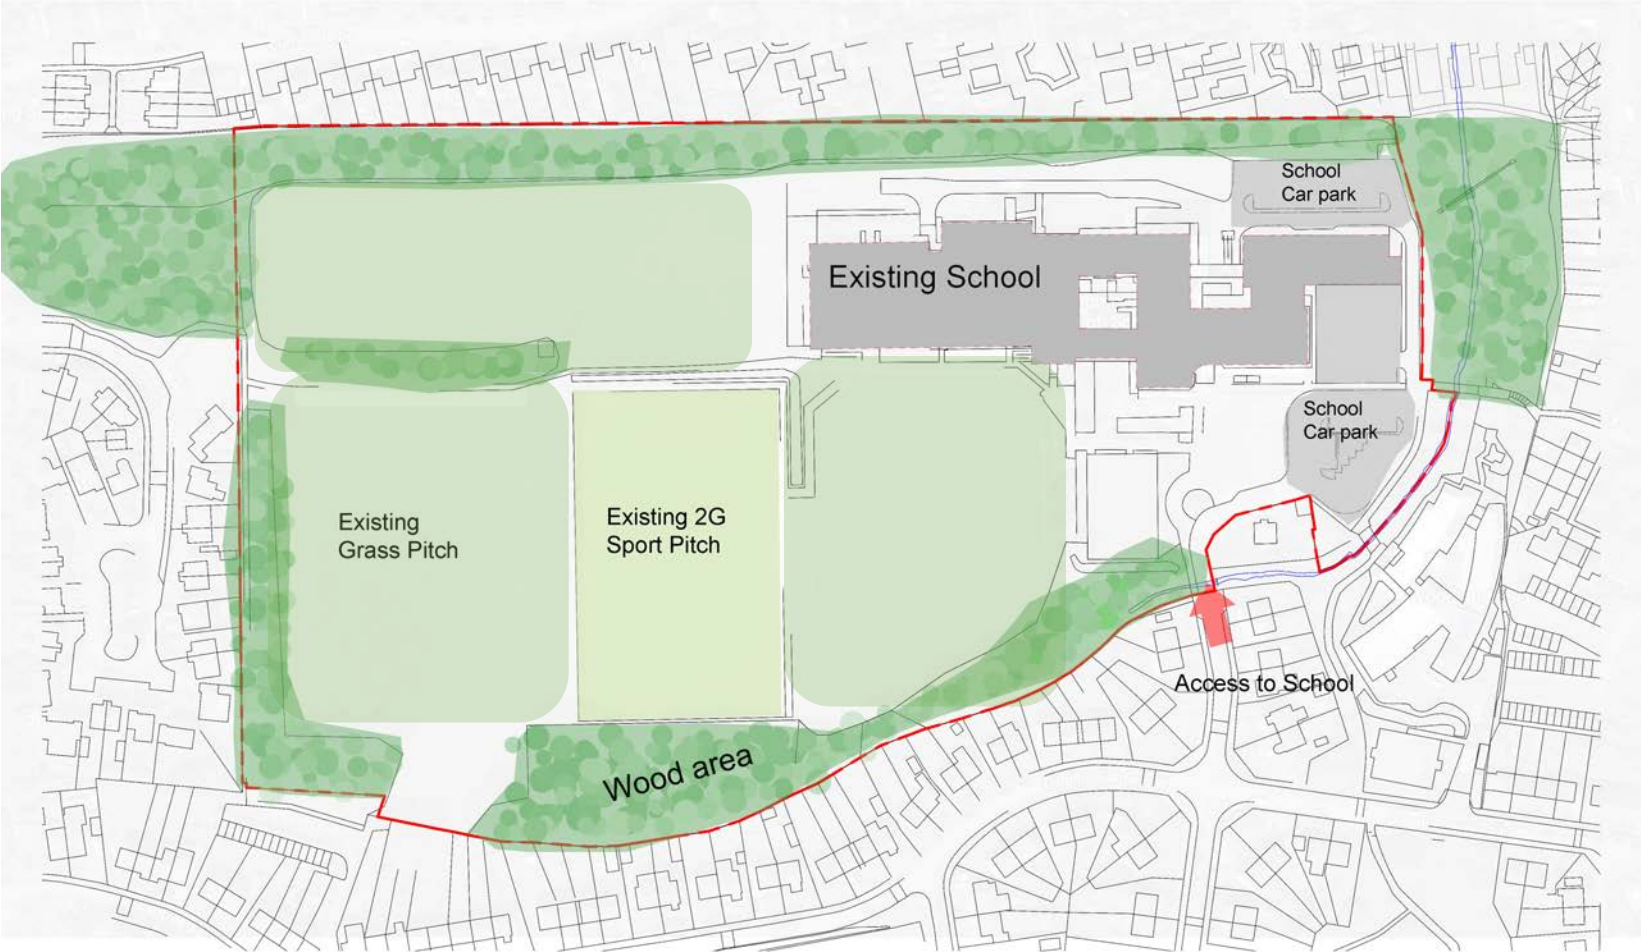 School
Car park
Existing School
School
Car park
Existing
Grass Pitch
Existing 2G
Sport Pitch
Access to School
Wood area